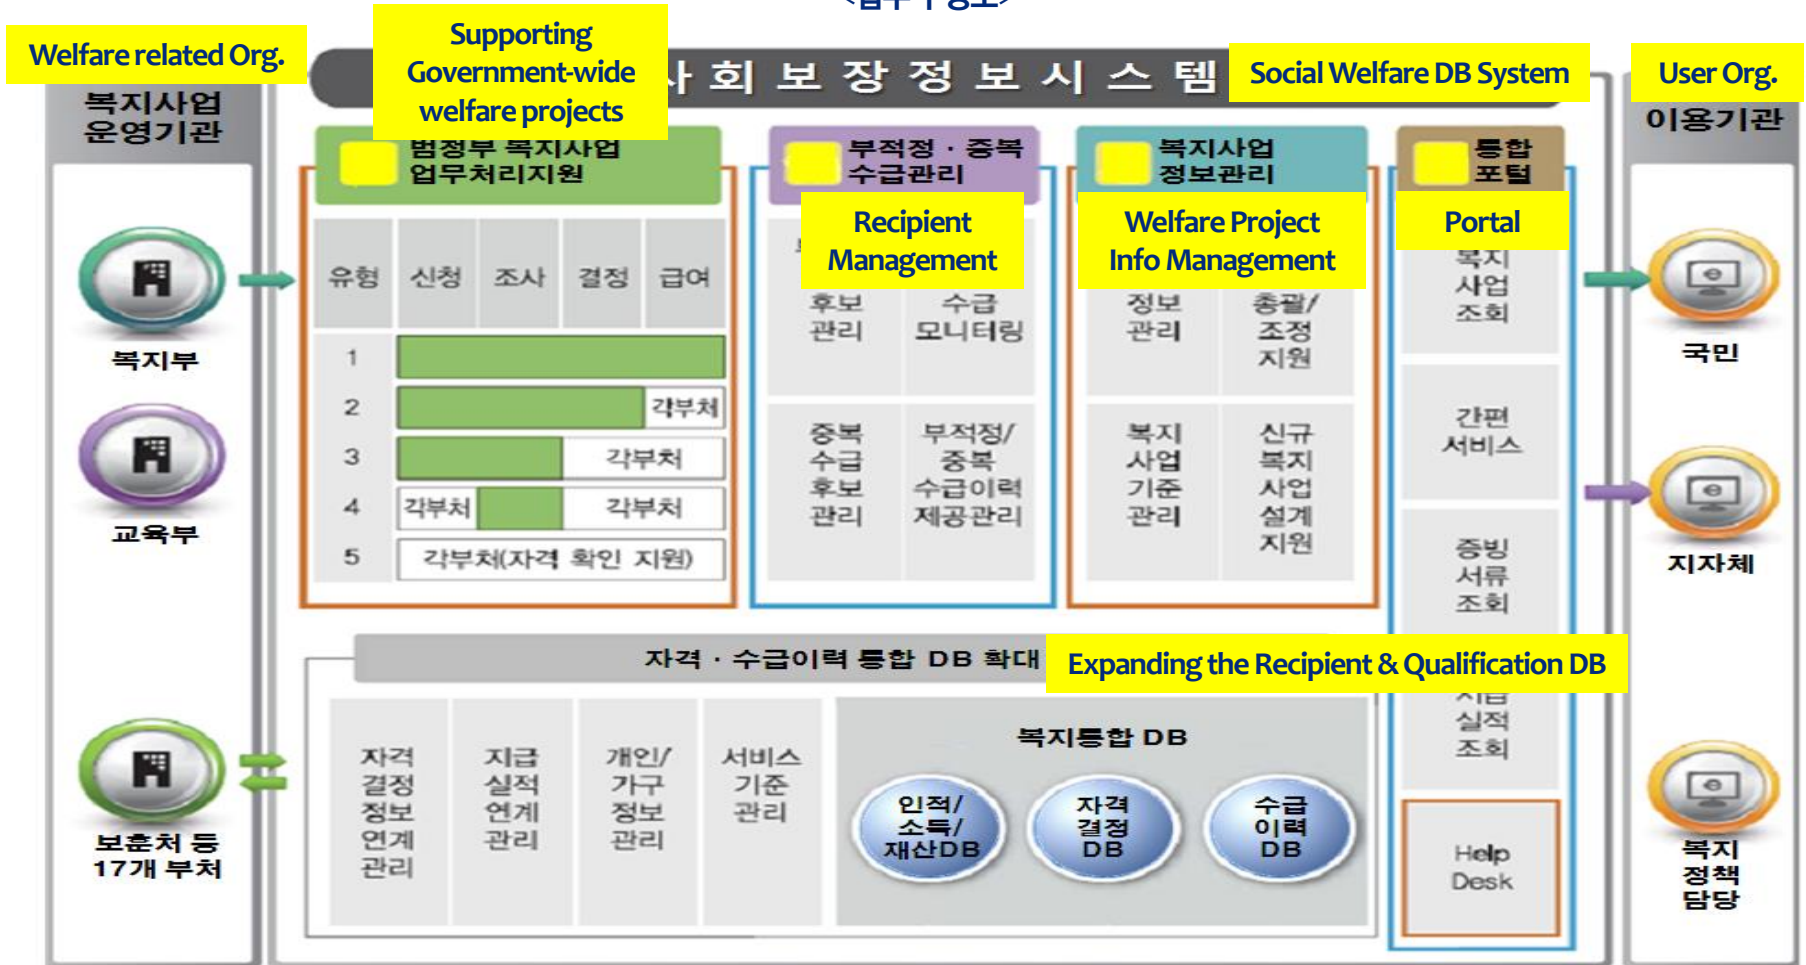 Welfare related Org.
복지사업
운영기관
복지부
교육부
보훈처 등
17개 부처
Supporting
Government-wide
welfare projects
사 회 보 장 정 보 시 스 템
Social Welfare DB System
User Org.
이용기관
범정부 복지사업
업무처리지원
유형 신청 조사 결정 급여
1
2 각부처
3 각부처
4 각부처 각부처
5 각부처(자격 확인 지원)
부적정 · 중복
수급관리
Recipient
Management
후보
관리
수급
모니터링
중복
수급
후보
관리
부적정/
중복
수급이력
제공관리
복지사업
정보관리
Welfare Project
Info Management
정보
관리
총괄/
조정
지원
복지
사업
기준
관리
신규
복지
사업
설계
지원
통합
포털
Portal
복지
사업
조회
간편
서비스
증빙
서류
조회
실적
조회
Help
Desk
자격 · 수급이력 통합 DB 확대
Expanding the Recipient & Qualification DB
자격
결정
정보
연계
관리
지급
실적
연계
관리
개인/
가구
정보
관리
서비스
기준
관리
복지통합 DB
인적/
소득/
재산DB
자격
결정
DB
수급
이력
DB
국민
지자체
복지
정책
담당